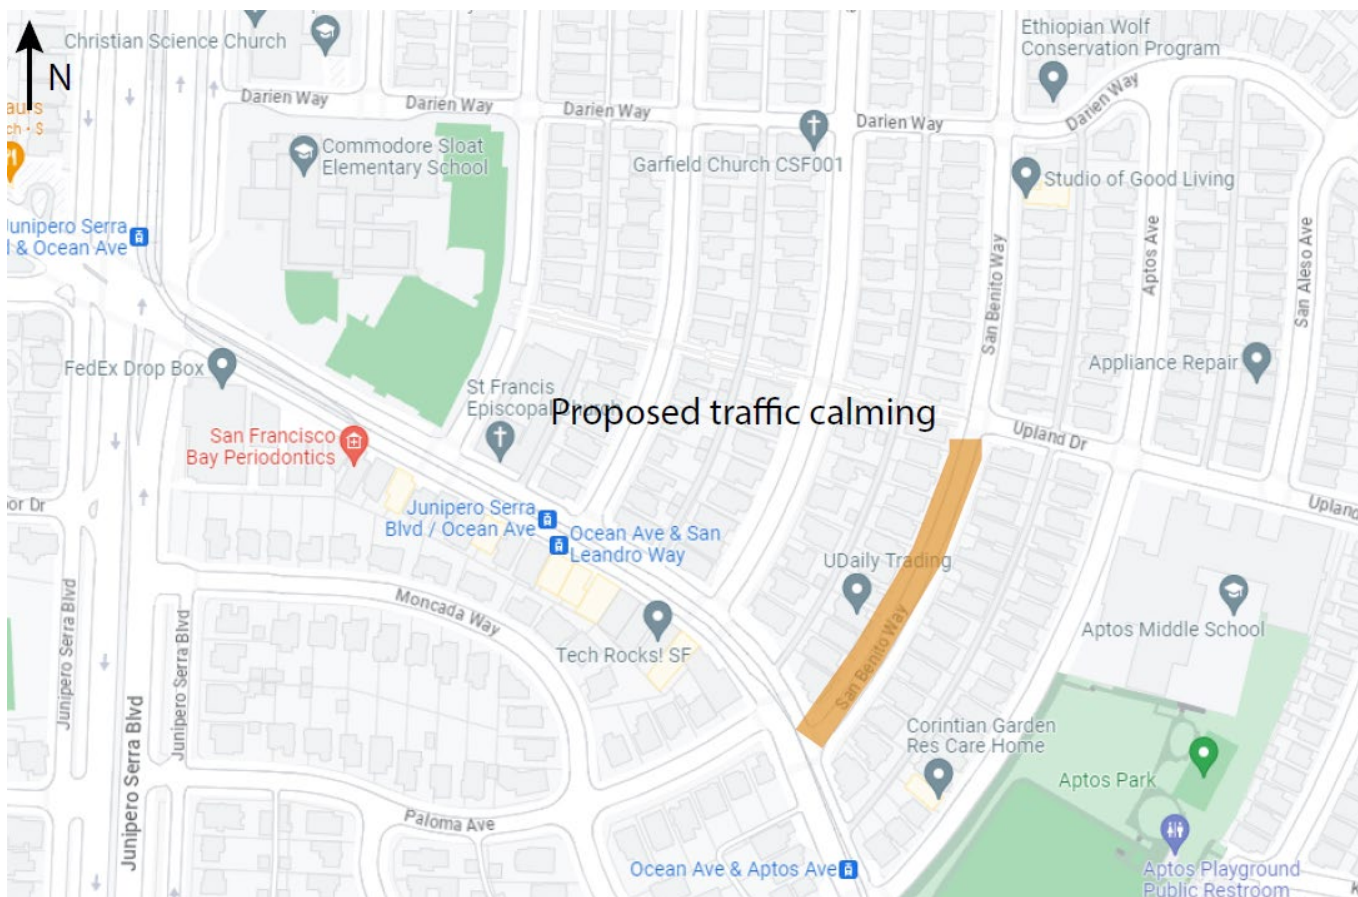 N
Christian Science Church
Ethiopian Wolf
Conservation Program
Darien Way
Darien Way
Darien Way
Darien Way
Darien Way
Commodore Sloat
Elementary School
Garfield Church CSF001
Studio of Good Living
Junipero Serra
& Ocean Ave
San Benito Way
Aptos Ave
San Aleso Ave
FedEx Drop Box
Appliance Repair
St Francis
Episcopal Church
Proposed traffic calming
San Francisco
Bay Periodontics
Upland Dr
Upland
Junipero Serra
Blvd / Ocean Ave
Ocean Ave & San
Leandro Way
or Dr
UDaily Trading
Moncada Way
Aptos Middle School
Tech Rocks! SF
San Benito Way
Junipero Serra Blvd
Junipero Serra Blvd
Junipero Serra Blvd
Corintian Garden
Res Care Home
Aptos Park
Paloma Ave
Ocean Ave & Aptos Ave
Aptos Playground
Public Restroom